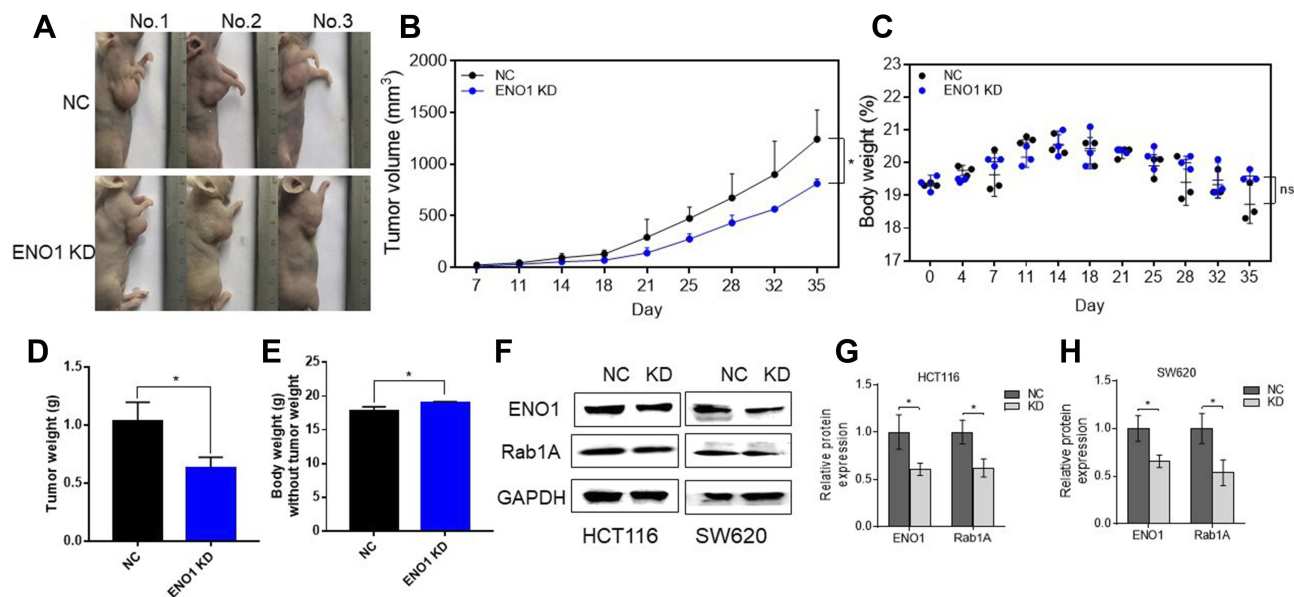 A
No.1 No.2 No.3
NC
ENO1 KD
B
Tumor volume (mm³)
2000
1500
1000
500
0
NC
ENO1 KD
*
7 11 14 18 21 25 28 32 35
Day
C
Body weight (%)
23
22
21
20
19
18
17
NC
ENO1 KD
ns
0 4 7 11 14 18 21 25 28 32 35
Day
D
Tumor weight (g)
1.5
1.0
0.5
0.0
*
NC
ENO1 KD
E
Body weight (g)
without tumor weight
25
20
15
10
5
0
*
NC
ENO1 KD
F
NC KD NC KD
ENO1
Rab1A
GAPDH
HCT116 SW620
G
HCT116
Relative protein
expression
1.5
1.0
0.5
0.0
* *
NC
KD
ENO1 Rab1A
H
SW620
Relative protein
expression
1.5
1.0
0.5
0.0
* *
NC
KD
ENO1 Rab1A